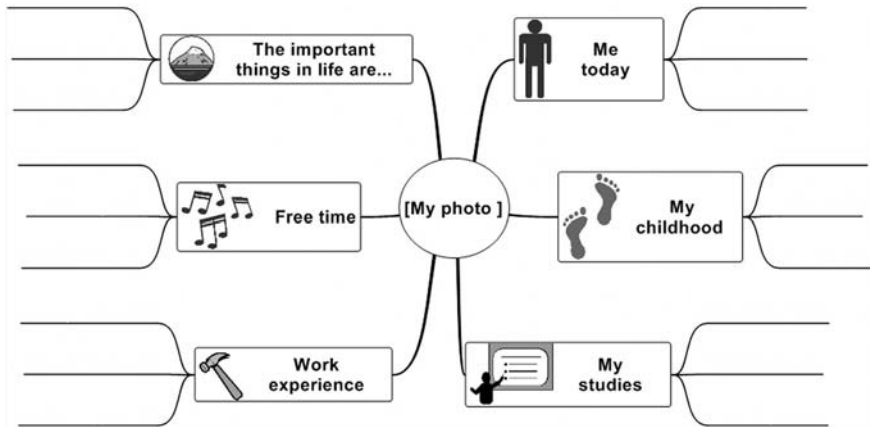 The important
things in life are...
Me
today
Free time
[My photo ]
My
childhood
Work
experience
My
studies